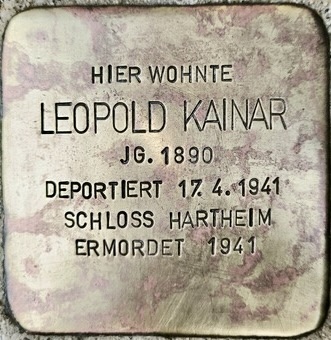 HIER WOHNTE
LEOPOLD KAINAR
JG. 1890
DEPORTIERT 17.4.1941
SCHLOSS HARTHEIM
ERMORDET 1941